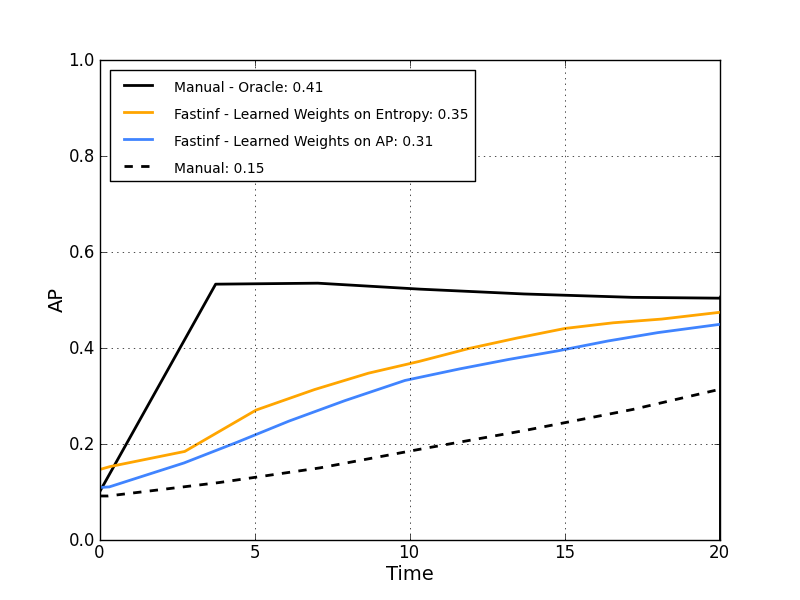 1.0
0.8
0.6
0.4
0.2
0.0
AP
Manual - Oracle: 0.41
Fastinf - Learned Weights on Entropy: 0.35
Fastinf - Learned Weights on AP: 0.31
Manual: 0.15
0 5 10 15 20
Time